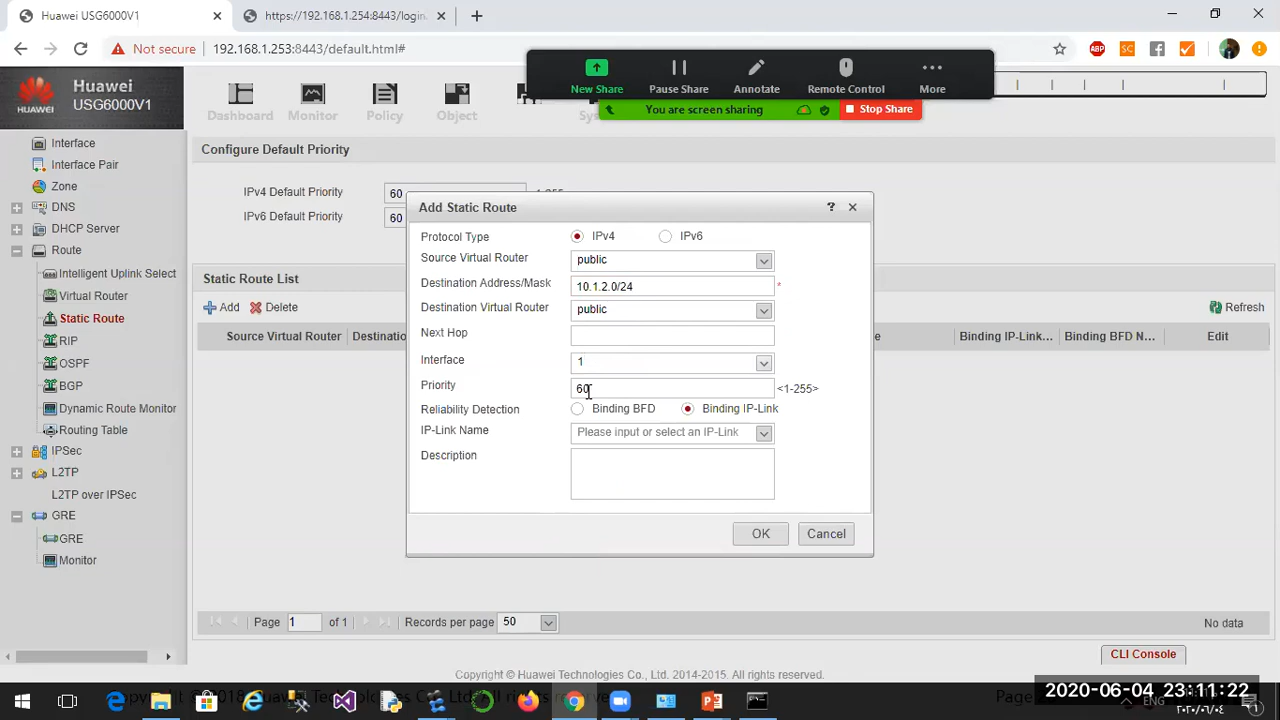 Huawei USG6000V1
https://192.168.1.254:8443/login
Not secure
192.168.1.253:8443/default.html#
ABP
SC
New Share
Pause Share
Annotate
Remote Control
More
You are screen sharing
Stop Share
HUAWEI
Huawei
USG6000V1
Dashboard
Monitor
Policy
Object
Interface
Interface Pair
Zone
DNS
DHCP Server
Route
Intelligent Uplink Select
Virtual Router
Static Route
RIP
OSPF
BGP
Dynamic Route Monitor
Routing Table
IPSec
L2TP
L2TP over IPSec
GRE
GRE
Monitor
Configure Default Priority
IPv4 Default Priority
60
IPv6 Default Priority
60
Static Route List
Add
Delete
Refresh
Source Virtual Router
Binding IP-Link...
Binding BFD N...
Edit
Add Static Route
?
Protocol Type
IPv4
IPv6
Source Virtual Router
public
Destination Address/Mask
10.1.2.0/24
*
Destination Virtual Router
public
Next Hop
Interface
1
Priority
60
<1-255>
Reliability Detection
Binding BFD
Binding IP-Link
IP-Link Name
Please input or select an IP-Link
Description
OK
Cancel
Page
1
of 1
Records per page
50
No data
CLI Console
Copyright © Huawei Technologies Co., Ltd. 2014-2015. All rights reserved.
ENG
2020-06-04 23:11:22
٢٠٢٠/٠٦/٠٤